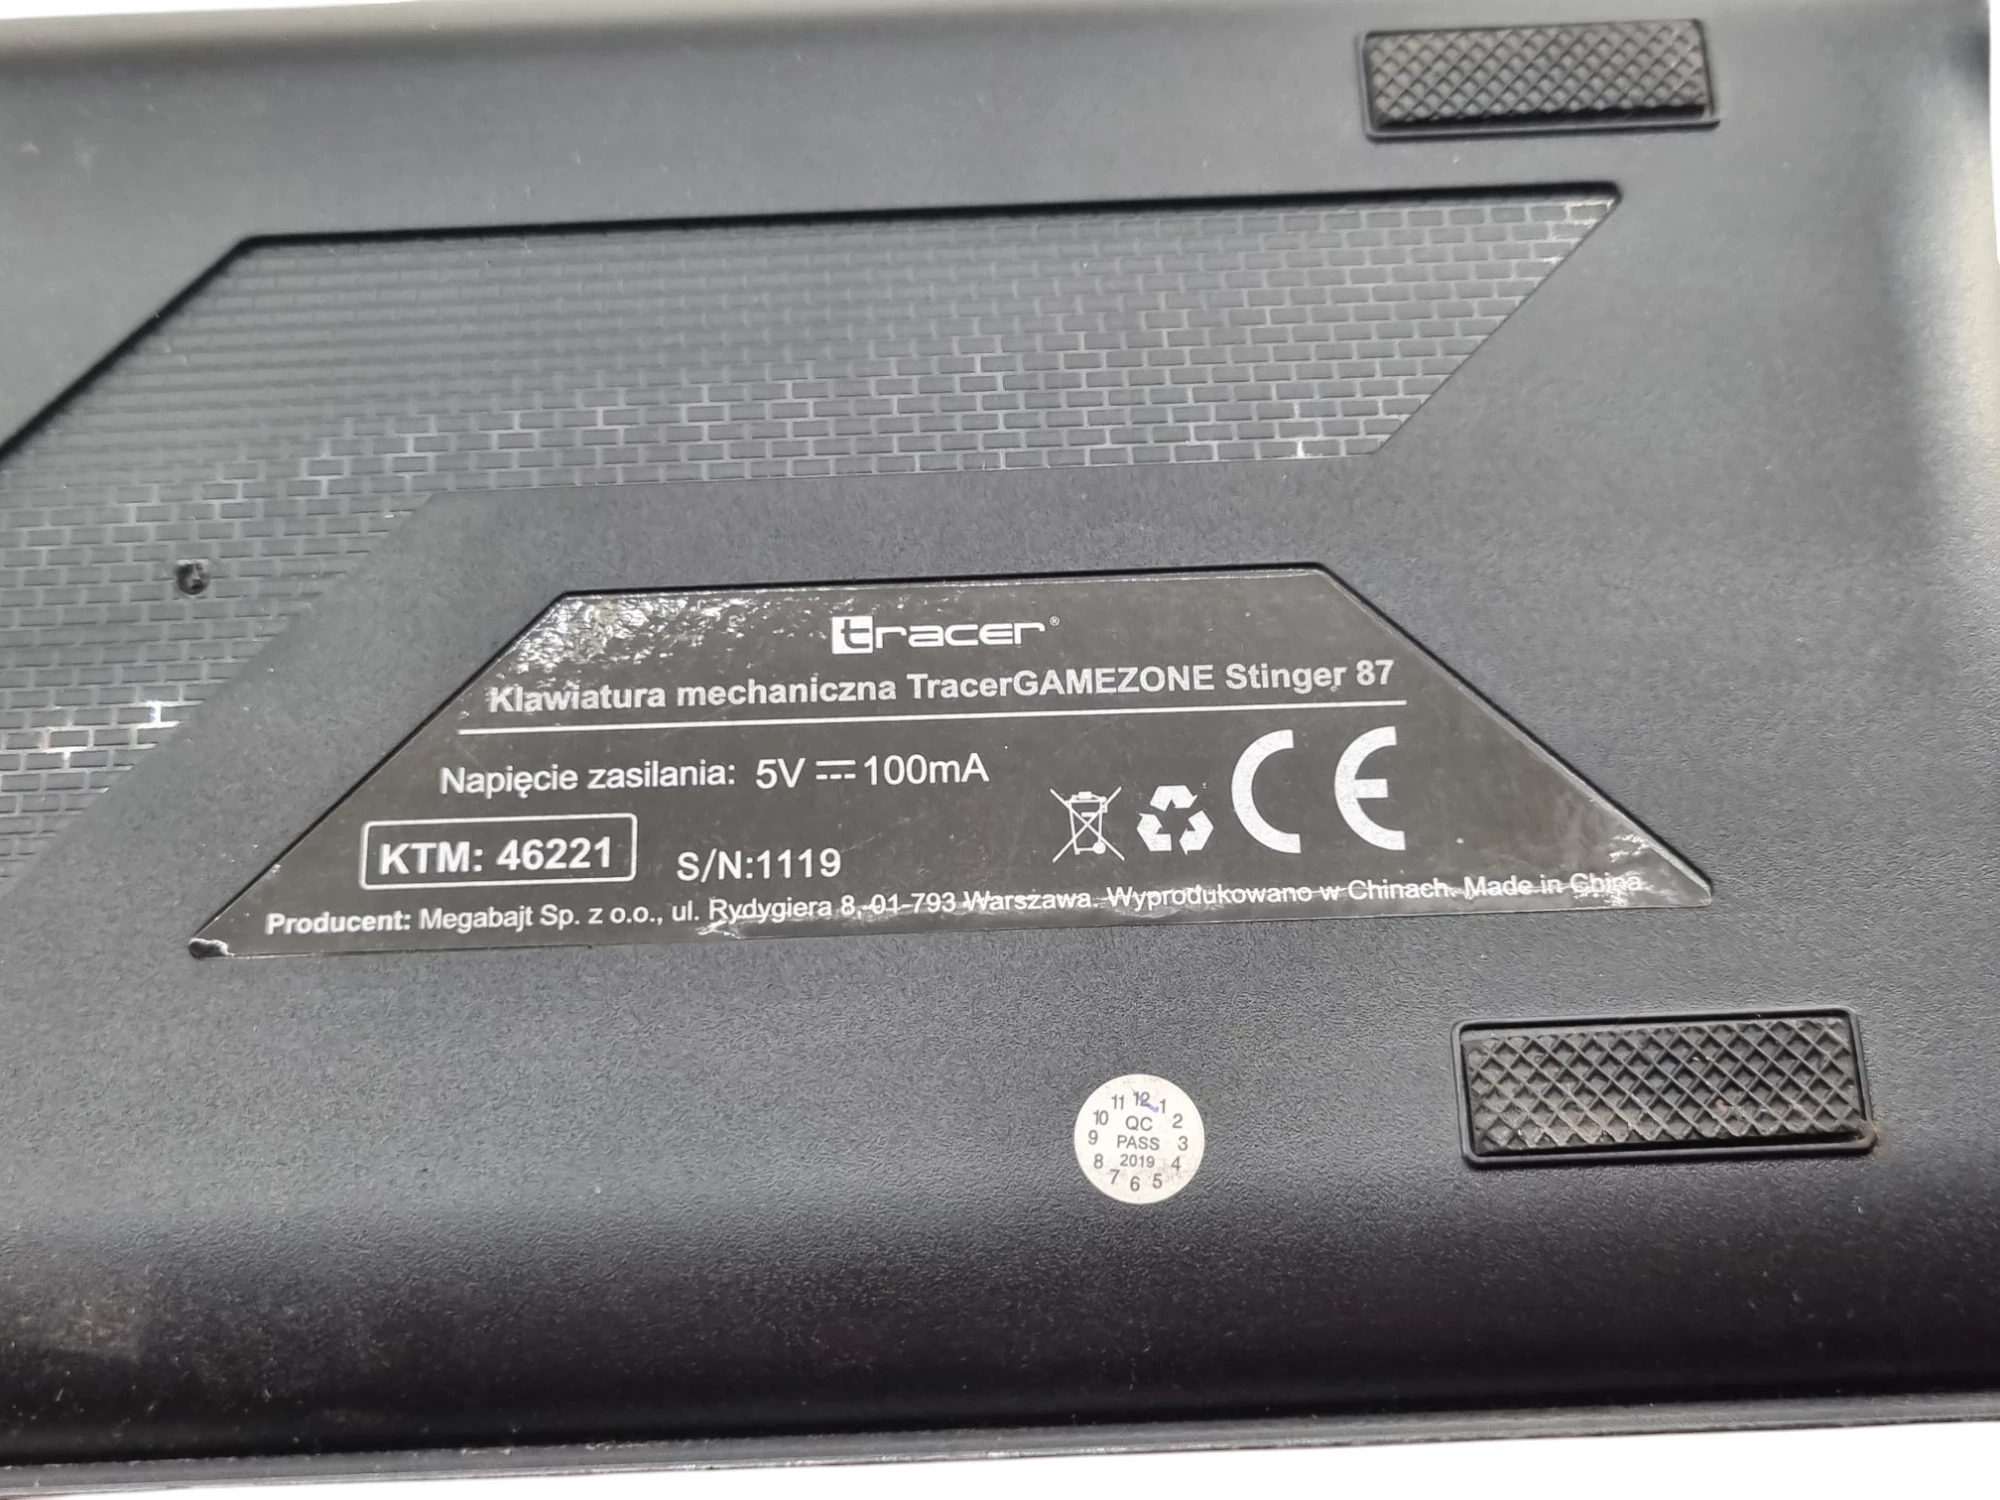 tracer®
Klawiatura mechaniczna TracerGAMEZONE Stinger 87
Napięcie zasilania: 5V ⎓ 100mA
KTM: 46221
S/N:1119
CE
Producent: Megabajt Sp. z o.o., ul. Rydygiera 8, 01-793 Warszawa. Wyprodukowano w Chinach. Made in China
11 12 1
10 QC 2
9 PASS 3
8 2019 4
7 6 5